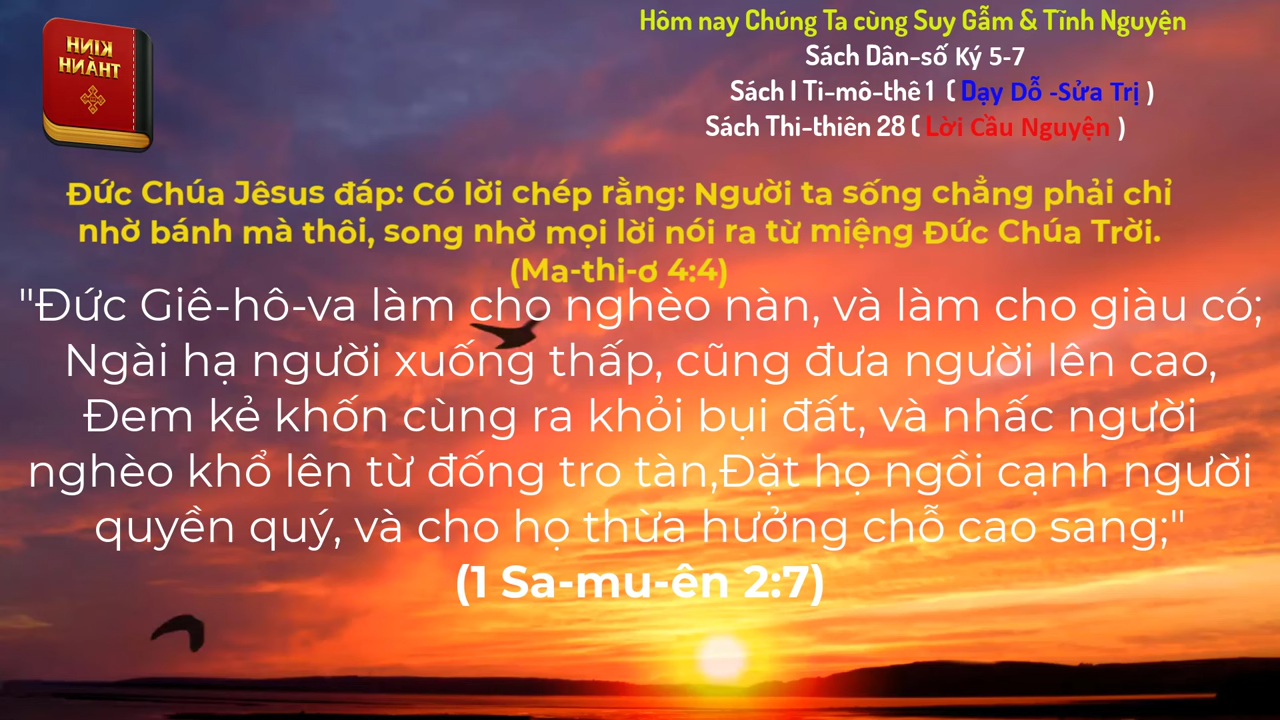 KINH
THÀNH
Hôm nay Chúng Ta cùng Suy Gẫm & Tĩnh Nguyện
Sách Dân-số Ký 5-7
Sách I Ti-mô-thê 1 ( Dạy Dỗ -Sửa Trị )
Sách Thi-thiên 28 ( Lời Cầu Nguyện )
Đức Chúa Jêsus đáp: Có lời chép rằng: Người ta sống chẳng phải chỉ
nhờ bánh mà thôi, song nhờ mọi lời nói ra từ miệng Đức Chúa Trời.
(Ma-thi-ơ 4:4)
"Đức Giê-hô-va làm cho nghèo nàn, và làm cho giàu có;
Ngài hạ người xuống thấp, cũng đưa người lên cao,
Đem kẻ khốn cùng ra khỏi bụi đất, và nhấc người
nghèo khổ lên từ đống tro tàn,Đặt họ ngồi cạnh người
quyền quý, và cho họ thừa hưởng chỗ cao sang;"
(1 Sa-mu-ên 2:7)